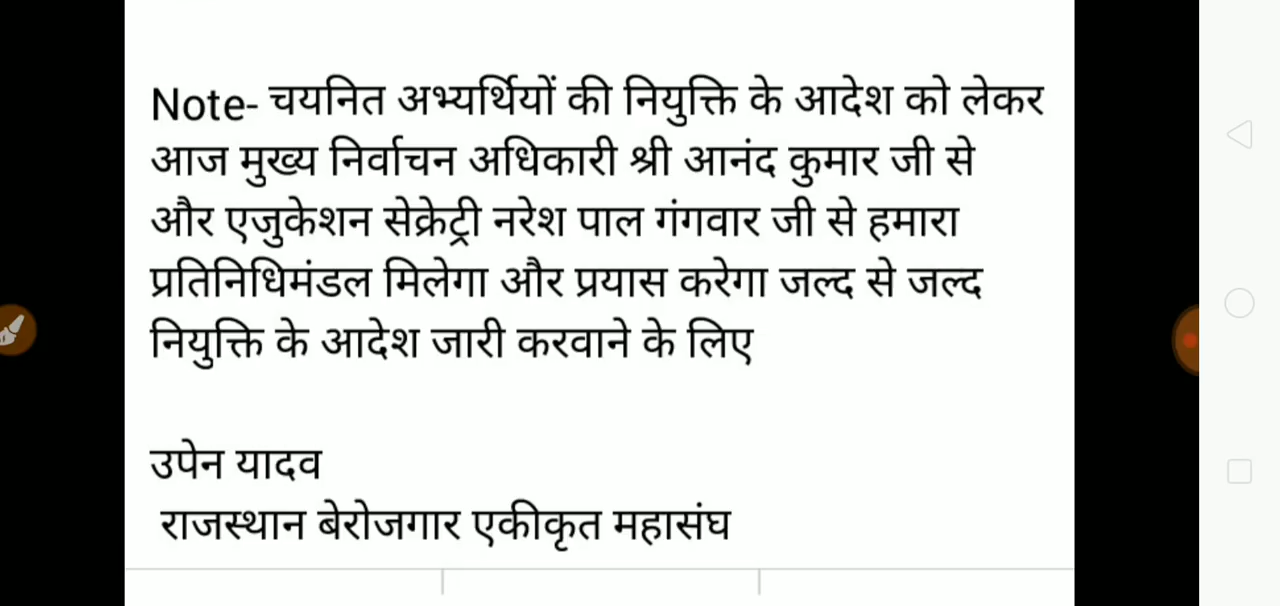 Note- चयनित अभ्यर्थियों की नियुक्ति के आदेश को लेकर
आज मुख्य निर्वाचन अधिकारी श्री आनंद कुमार जी से
और एजुकेशन सेक्रेट्री नरेश पाल गंगवार जी से हमारा
प्रतिनिधिमंडल मिलेगा और प्रयास करेगा जल्द से जल्द
नियुक्ति के आदेश जारी करवाने के लिए
उपेन यादव
राजस्थान बेरोजगार एकीकृत महासंघ